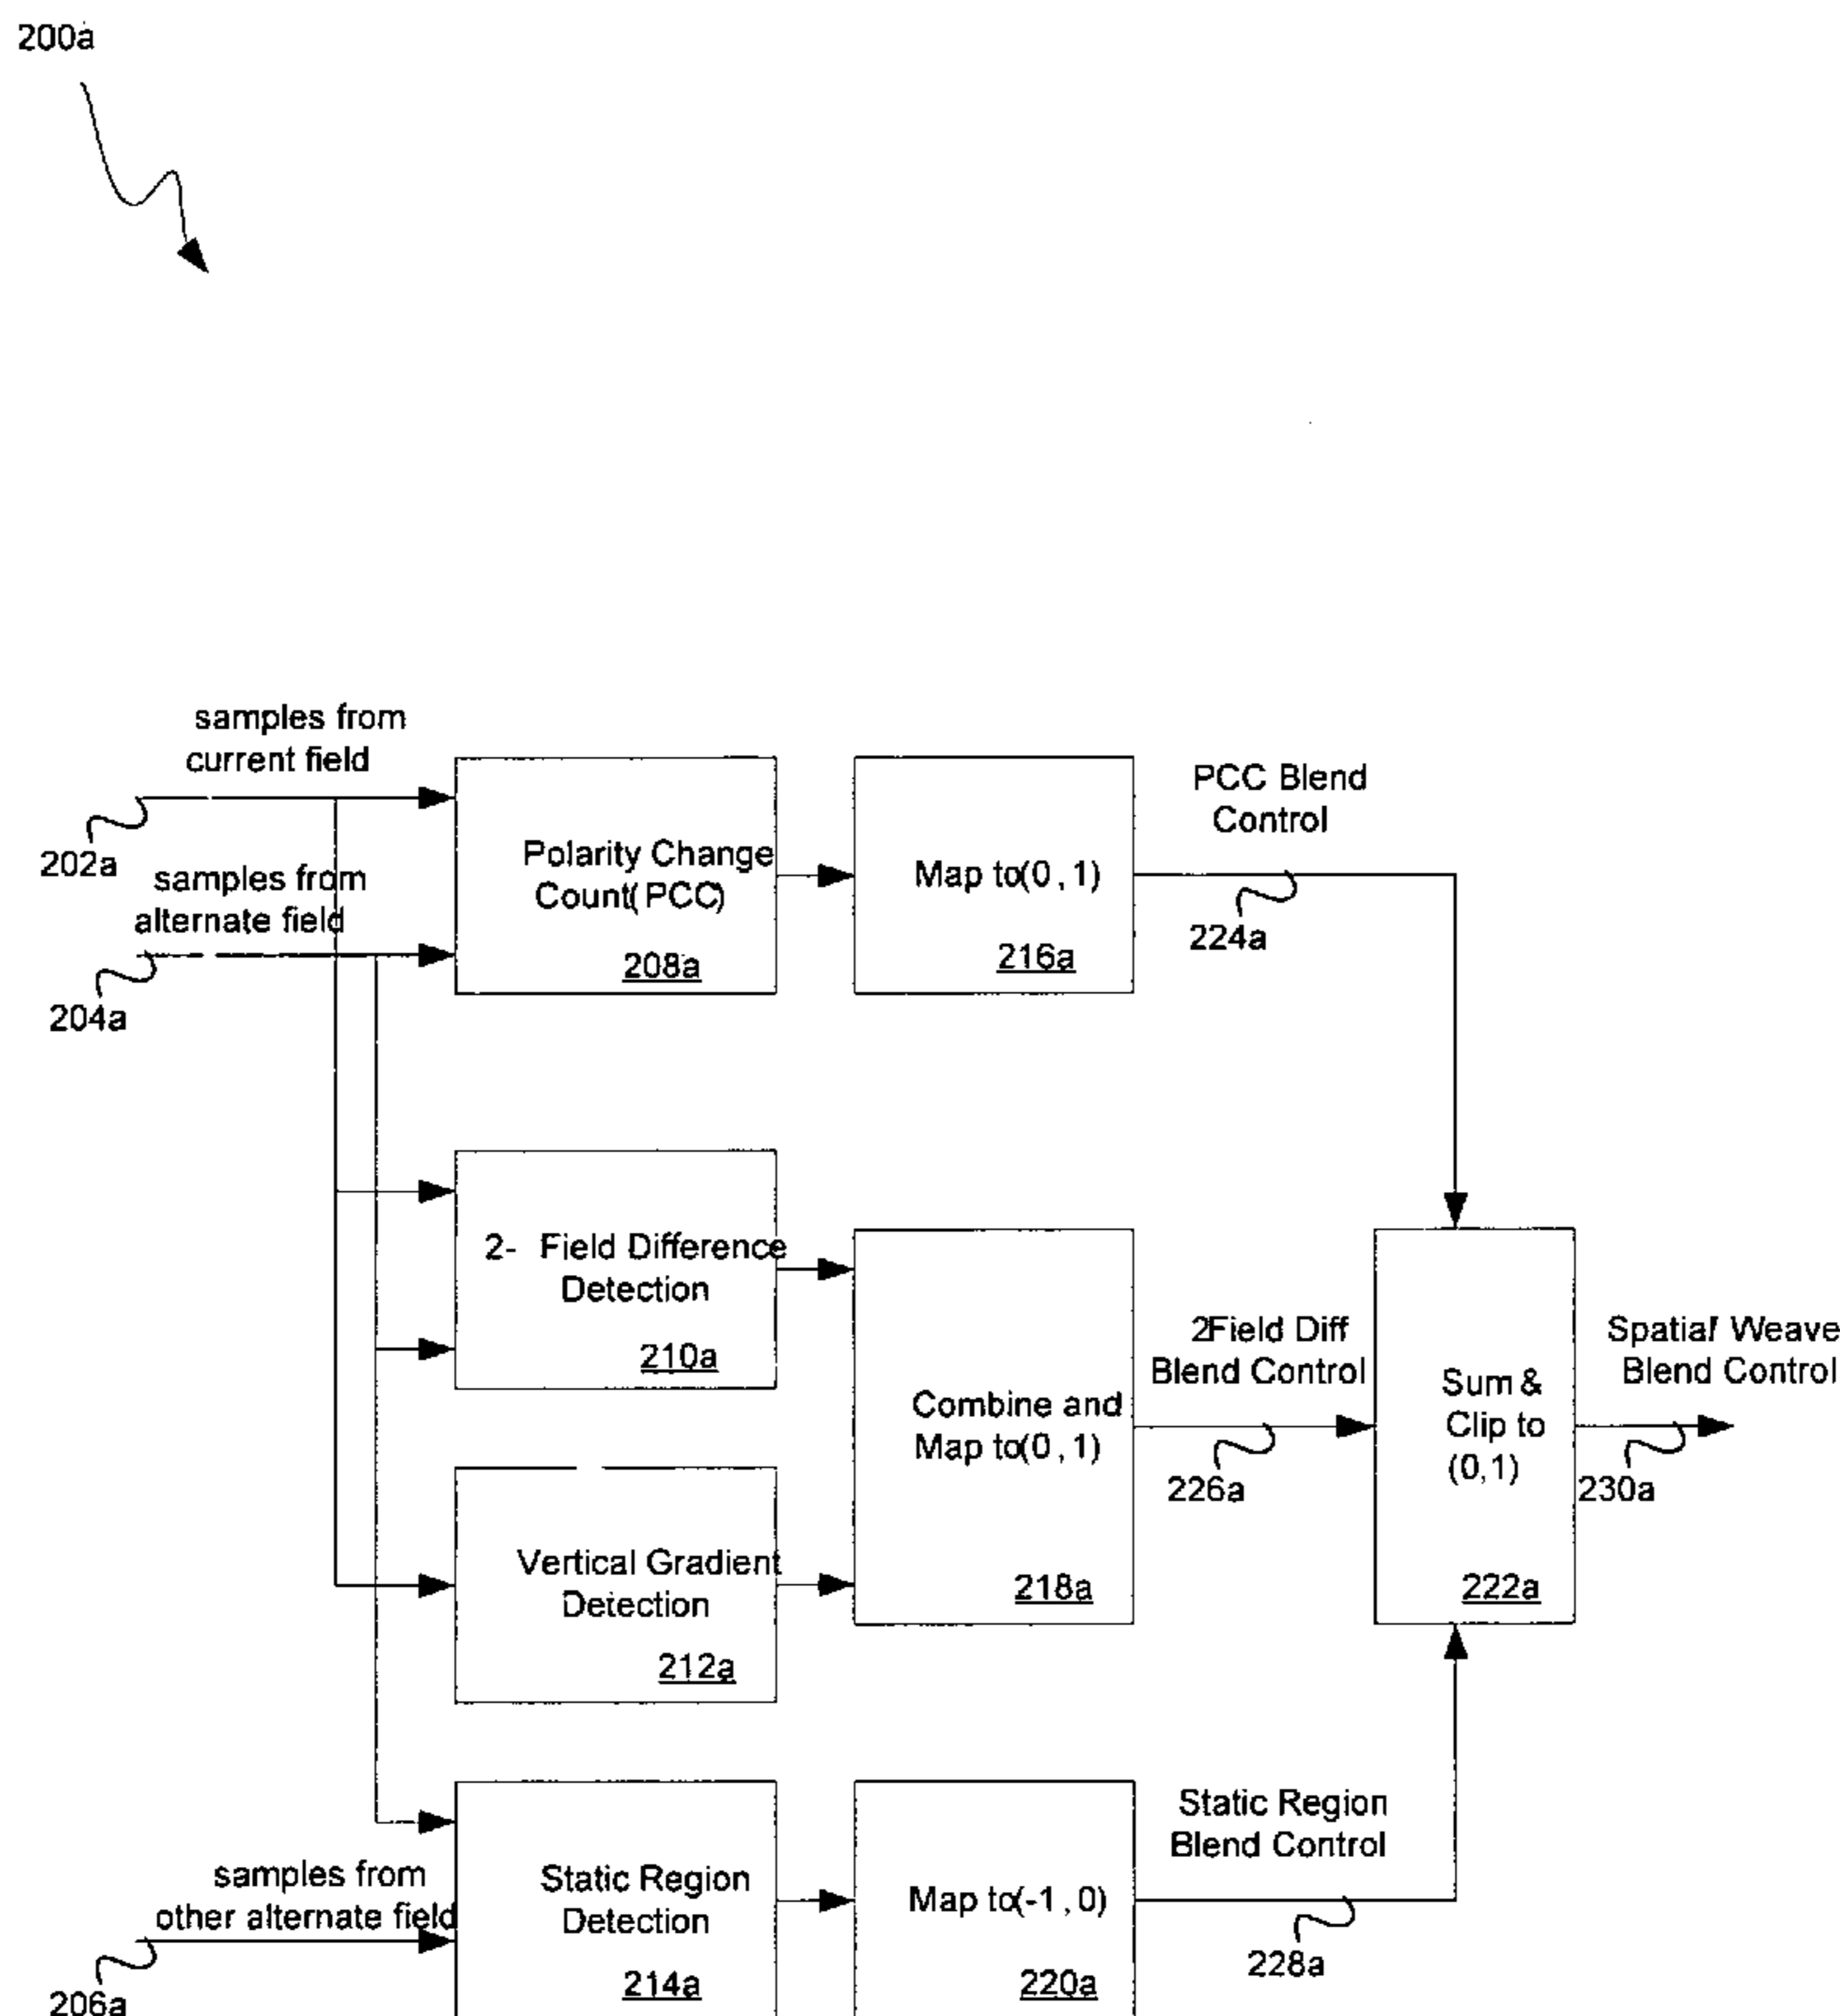 200a
samples from
current field
202a
samples from
alternate field
204a
Polarity Change
Count(PCC)
208a
Map to(0, 1)
216a
PCC Blend
Control
224a
2- Field Difference
Detection
210a
Vertical Gradient
Detection
212a
Combine and
Map to(0, 1)
218a
2Field Diff
Blend Control
226a
Sum &
Clip to
(0,1)
222a
Spatial/ Weave
Blend Control
230a
samples from
other alternate field
206a
Static Region
Detection
214a
Map to(-1, 0)
220a
Static Region
Blend Control
228a